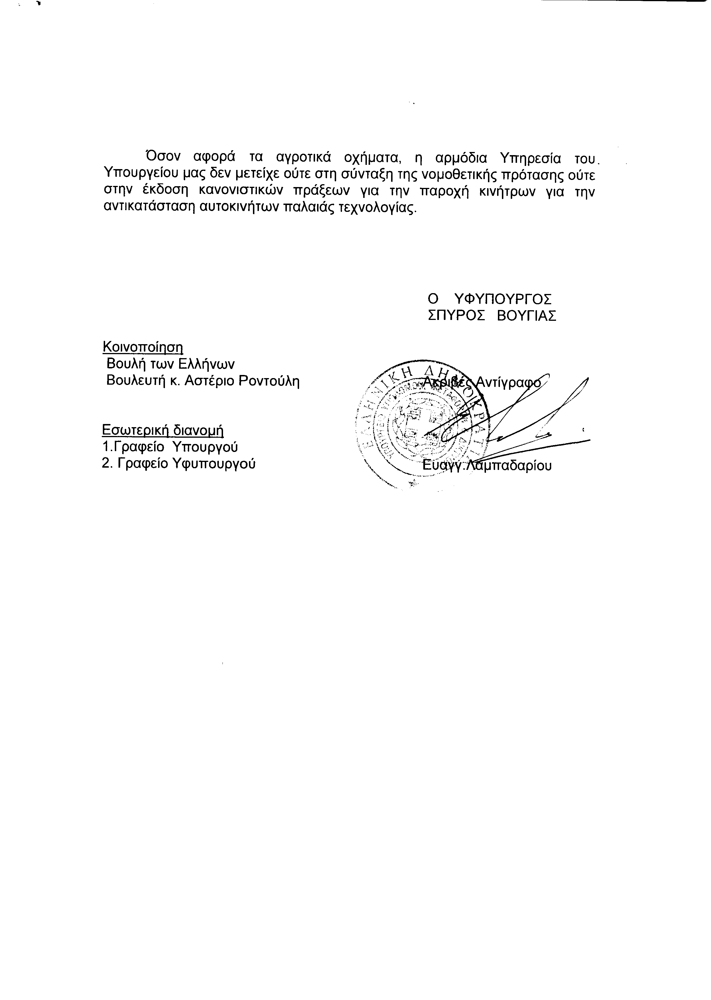 Όσον αφορά τα αγροτικά οχήματα, η αρμόδια Υπηρεσία του
Υπουργείου μας δεν μετείχε ούτε στη σύνταξη της νομοθετικής πρότασης ούτε
στην έκδοση κανονιστικών πράξεων για την παροχή κινήτρων για την
αντικατάσταση αυτοκινήτων παλαιάς τεχνολογίας.
Ο ΥΦΥΠΟΥΡΓΟΣ
ΣΠΥΡΟΣ ΒΟΥΓΙΑΣ
Κοινοποίηση
Βουλή των Ελλήνων
Βουλευτή κ. Αστέριο Ροντούλη
Ακριβές Αντίγραφο
ΕΛΛΗΝΙΚΗ ΔΗΜΟΚΡΑΤΙ
Εσωτερική διανομή
1.Γραφείο Υπουργού
2. Γραφείο Υφυπουργού
Ευαγγ.Λαμπαδαρίου